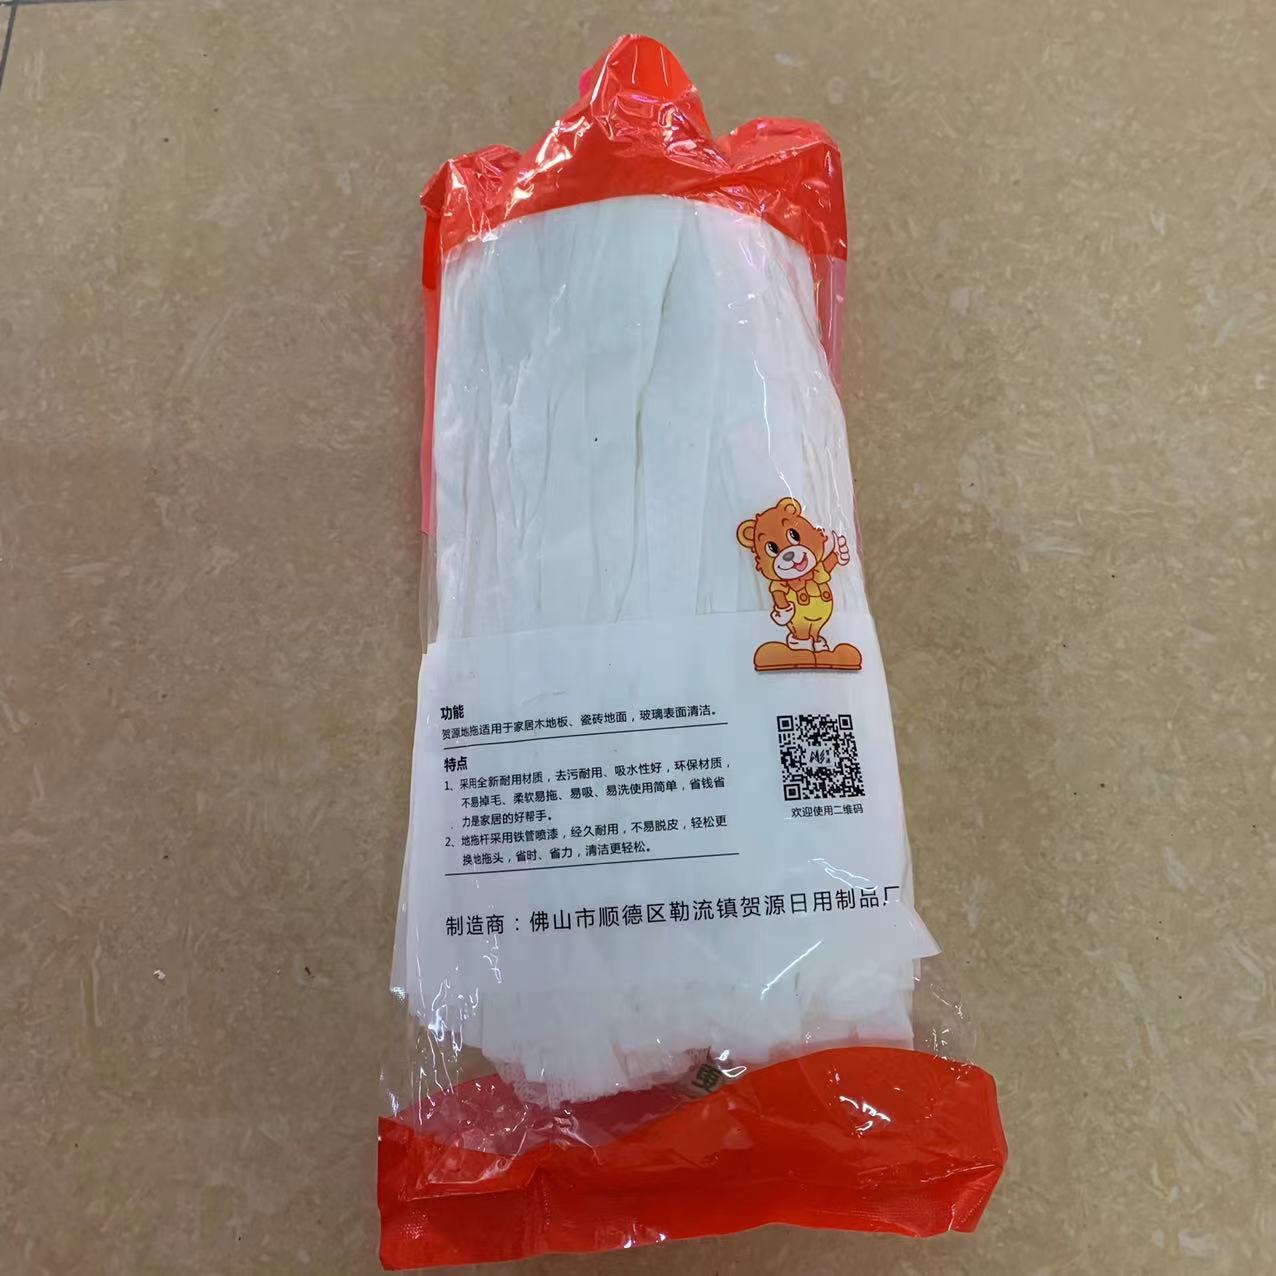 功能
贺源地拖适用于家居木地板、瓷砖地面，玻璃表面清洁。
特点
1、采用全新耐用材质，去污耐用、吸水性好，环保材质，
不易掉毛、柔软易拖、易吸、易洗使用简单，省钱省
力是家居的好帮手。
2、地拖杆采用铁管喷漆，经久耐用，不易脱皮，轻松更
换地拖头，省时、省力，清洁更轻松。
欢迎使用二维码
制造商：佛山市顺德区勒流镇贺源日用制品厂